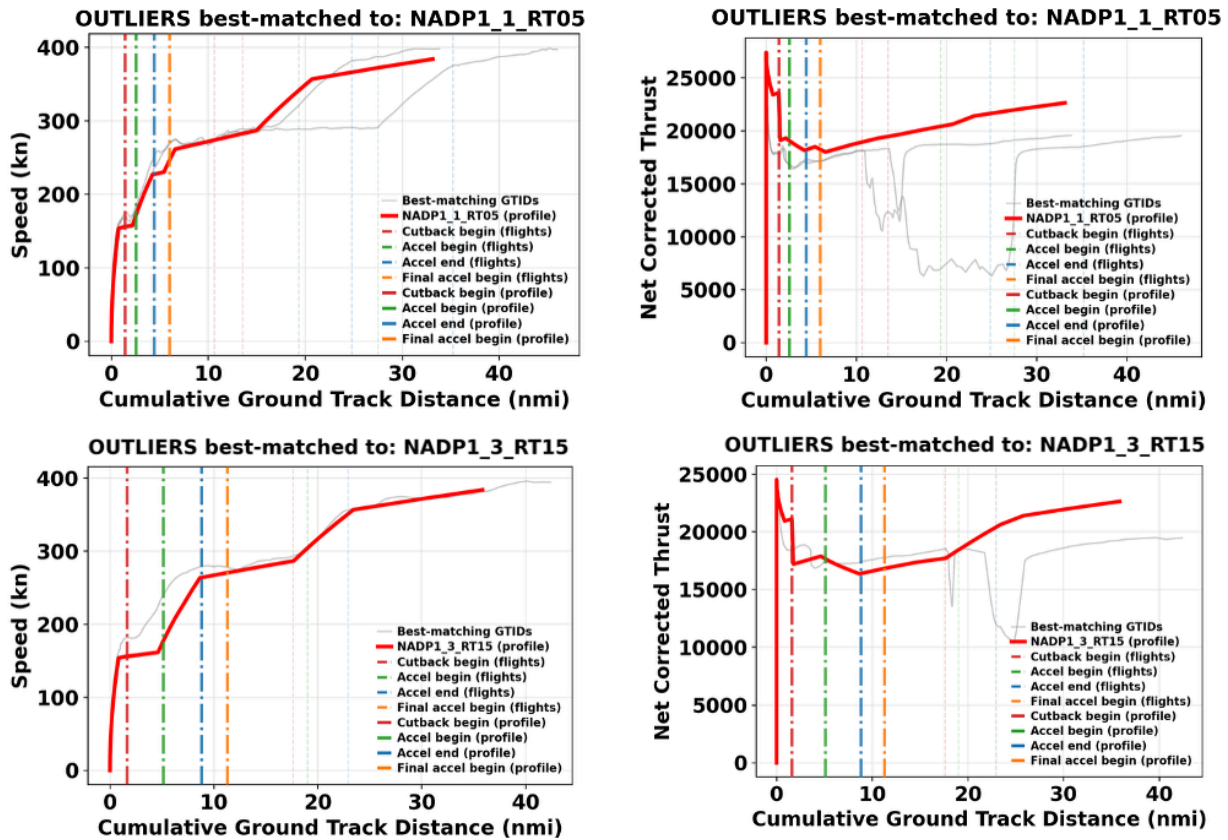 OUTLIERS best-matched to: NADP1_1_RT05
400
300
200
100
0
Speed (kn)
Best-matching GTIDs
NADP1_1_RT05 (profile)
Cutback begin (flights)
Accel begin (flights)
Accel end (flights)
Final accel begin (flights)
Cutback begin (profile)
Accel begin (profile)
Accel end (profile)
Final accel begin (profile)
0 10 20 30 40
Cumulative Ground Track Distance (nmi)
OUTLIERS best-matched to: NADP1_1_RT05
25000
20000
15000
10000
5000
0
Net Corrected Thrust
Best-matching GTIDs
NADP1_1_RT05 (profile)
Cutback begin (flights)
Accel begin (flights)
Accel end (flights)
Final accel begin (flights)
Cutback begin (profile)
Accel begin (profile)
Accel end (profile)
Final accel begin (profile)
0 10 20 30 40
Cumulative Ground Track Distance (nmi)
OUTLIERS best-matched to: NADP1_3_RT15
400
300
200
100
0
Speed (kn)
Best-matching GTIDs
NADP1_3_RT15 (profile)
Cutback begin (flights)
Accel begin (flights)
Accel end (flights)
Final accel begin (flights)
Cutback begin (profile)
Accel begin (profile)
Accel end (profile)
Final accel begin (profile)
0 10 20 30 40
Cumulative Ground Track Distance (nmi)
OUTLIERS best-matched to: NADP1_3_RT15
25000
20000
15000
10000
5000
0
Net Corrected Thrust
Best-matching GTIDs
NADP1_3_RT15 (profile)
Cutback begin (flights)
Accel begin (flights)
Accel end (flights)
Final accel begin (flights)
Cutback begin (profile)
Accel begin (profile)
Accel end (profile)
Final accel begin (profile)
0 10 20 30 40
Cumulative Ground Track Distance (nmi)